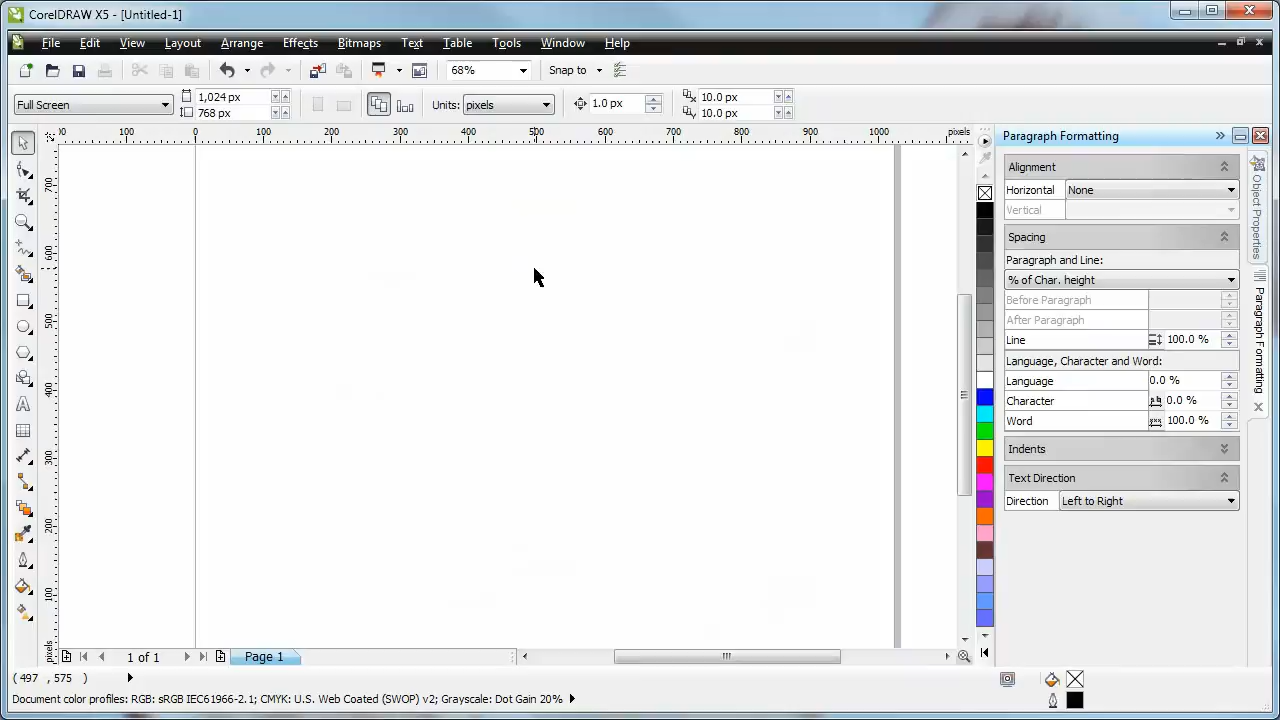 CorelDRAW X5 - [Untitled-1]
File Edit View Layout Arrange Effects Bitmaps Text Table Tools Window Help
68% Snap to
Full Screen 1,024 px 768 px Units: pixels 1.0 px 10.0 px 10.0 px
100 0 100 200 300 400 500 600 700 800 900 1000 pixels
700
600
500
400
300
200
100
pixels
Paragraph Formatting
Alignment
Horizontal None
Vertical
Spacing
Paragraph and Line:
% of Char. height
Before Paragraph
After Paragraph
Line 100.0 %
Language, Character and Word:
Language 0.0 %
Character 0.0 %
Word 100.0 %
Indents
Text Direction
Direction Left to Right
Object Properties
Paragraph Formatting
1 of 1 Page 1
( 497 , 575 )
Document color profiles: RGB: sRGB IEC61966-2.1; CMYK: U.S. Web Coated (SWOP) v2; Grayscale: Dot Gain 20%